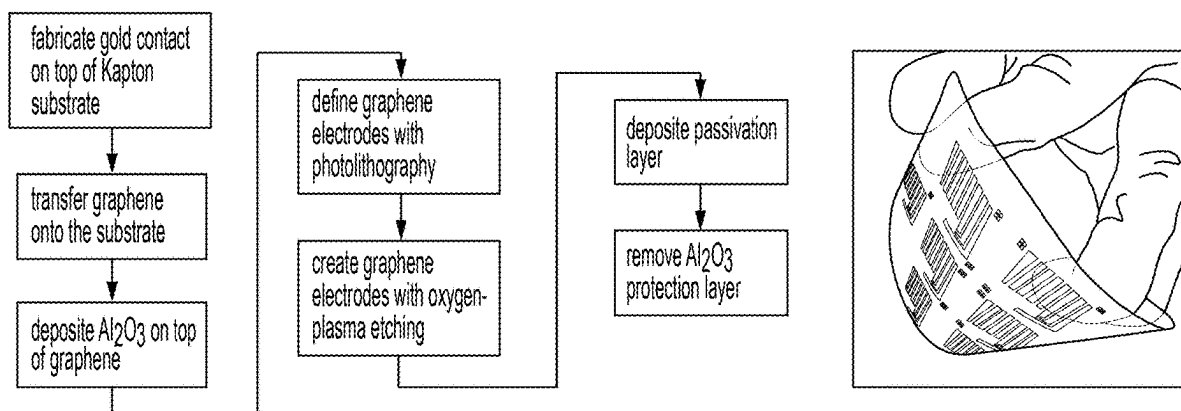 fabricate gold contact
on top of Kapton
substrate
transfer graphene
onto the substrate
deposite Al2O3 on top
of graphene
define graphene
electrodes with
photolithography
create graphene
electrodes with oxygen-
plasma etching
deposite passivation
layer
remove Al2O3
protection layer